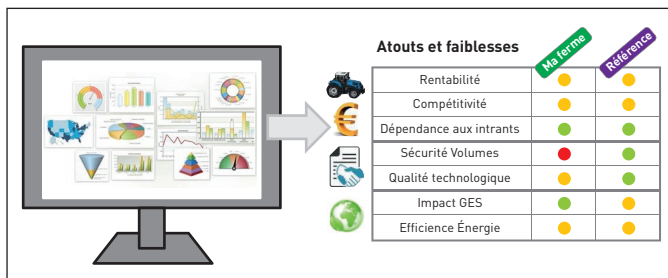 Atouts et faiblesses
Ma ferme
Référence
Rentabilité
Compétitivité
Dépendance aux intrants
Sécurité Volumes
Qualité technologique
Impact GES
Efficience Énergie